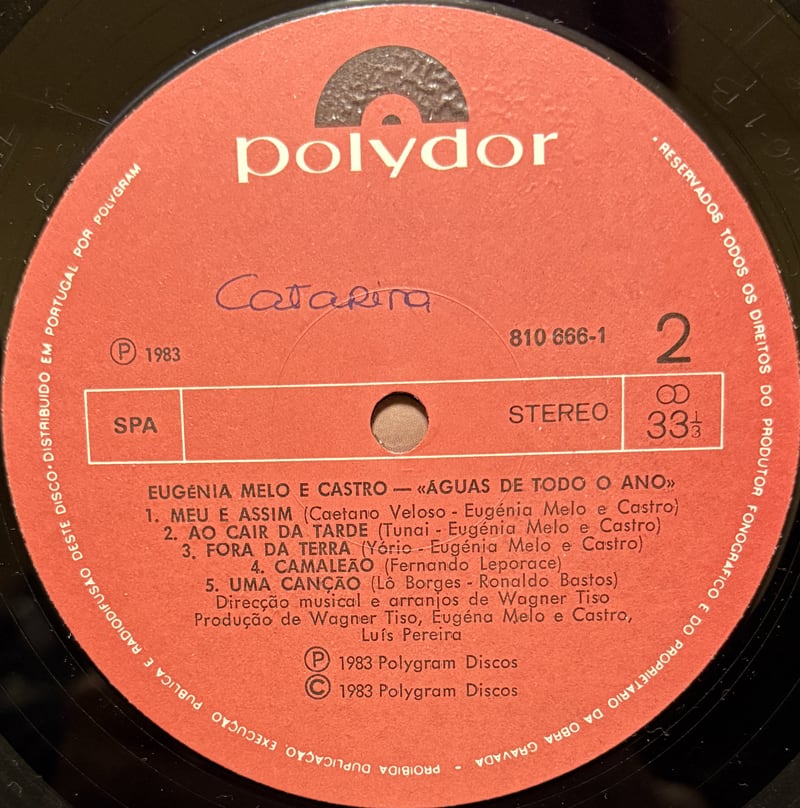 polydor
Catarina
Ⓟ 1983
810 666-1
2
SPA
STEREO
33⅓
EUGÉNIA MELO E CASTRO — «ÁGUAS DE TODO O ANO»
1. MEU E ASSIM (Caetano Veloso - Eugénia Melo e Castro)
2. AO CAIR DA TARDE (Tunai - Eugénia Melo e Castro)
3. FORA DA TERRA (Yório - Eugénia Melo e Castro)
4. CAMALEÃO (Fernando Leporace)
5. UMA CANÇÃO (Lô Borges - Ronaldo Bastos)
Direcção musical e arranjos de Wagner Tiso
Produção de Wagner Tiso, Eugéna Melo e Castro,
Luís Pereira
Ⓟ 1983 Polygram Discos
© 1983 Polygram Discos
• RESERVADOS TODOS OS DIREITOS DO PRODUTOR FONOGRAFICO E DO PROPRIETARIO DA OBRA GRAVADA - PROIBIDA DUPLICAÇÃO, EXECUÇÃO PUBLICA E RADIODIFUSÃO DESTE DISCO•DISTRIBUIDO EM PORTUGAL POR POLYGRAM